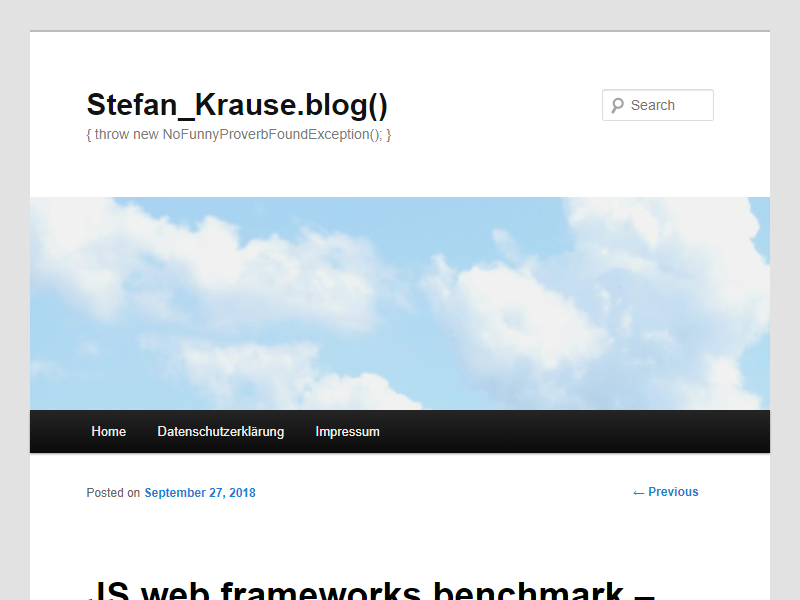 Stefan_Krause.blog()
{ throw new NoFunnyProverbFoundException(); }
Search
Home Datenschutzerklärung Impressum
Posted on September 27, 2018
← Previous
JS web frameworks benchmark –